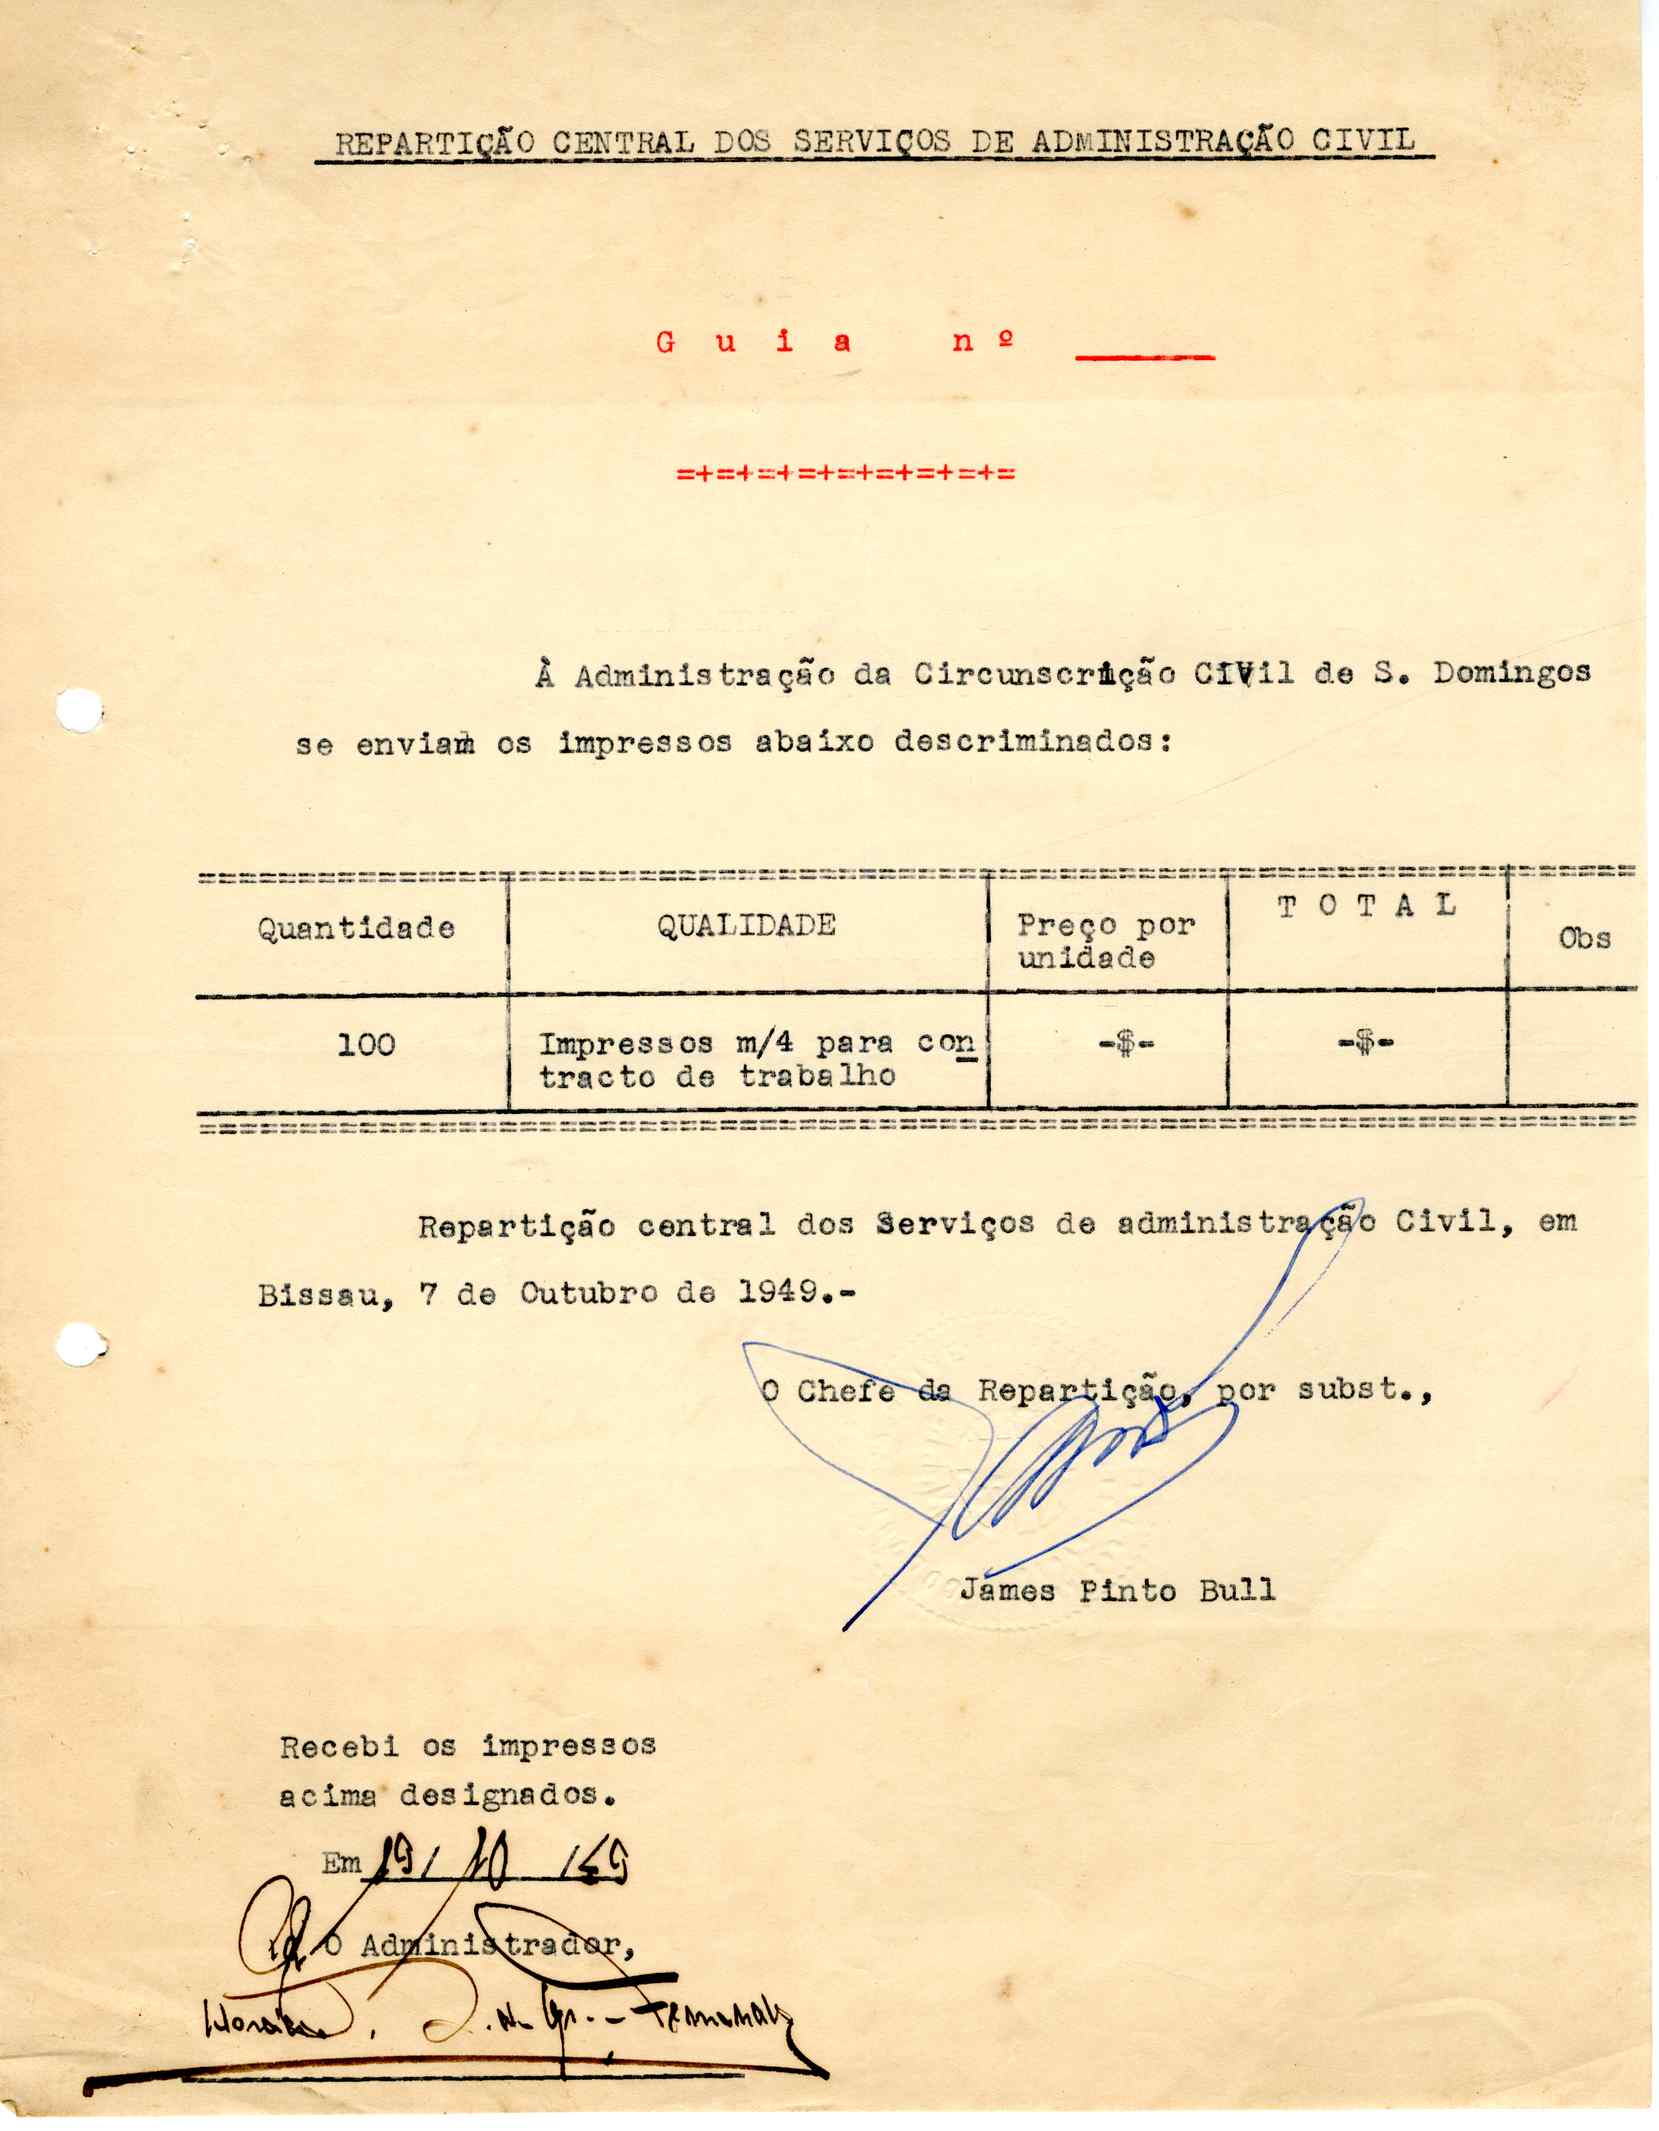 REPARTIÇÃO CENTRAL DOS SERVIÇOS DE ADMINISTRAÇÃO CIVIL
G u i a nº ______
=+=+=+=+=+=+=+=+=
À Administração da Circunscrição CIVil de S. Domingos
se enviam os impressos abaixo descriminados:
Quantidade QUALIDADE Preço por unidade T O T A L Obs
100 Impressos m/4 para con -$- -$-
tracto de trabalho
Repartição central dos Serviços de administração Civil, em
Bissau, 7 de Outubro de 1949.-
O Chefe da Repartição, por subst.,
James Pinto Bull
Recebi os impressos
acima designados.
Em 19/10/49
O Administrador,